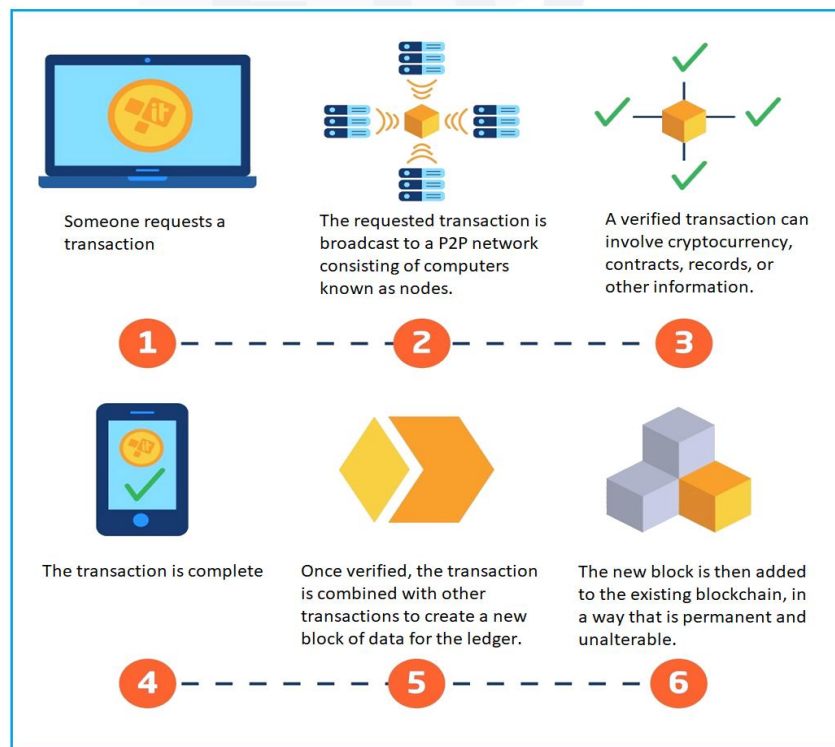 it
Someone requests a
transaction
The requested transaction is
broadcast to a P2P network
consisting of computers
known as nodes.
A verified transaction can
involve cryptocurrency,
contracts, records, or
other information.
1
2
3
it
The transaction is complete
Once verified, the transaction
is combined with other
transactions to create a new
block of data for the ledger.
The new block is then added
to the existing blockchain, in
a way that is permanent and
unalterable.
4
5
6